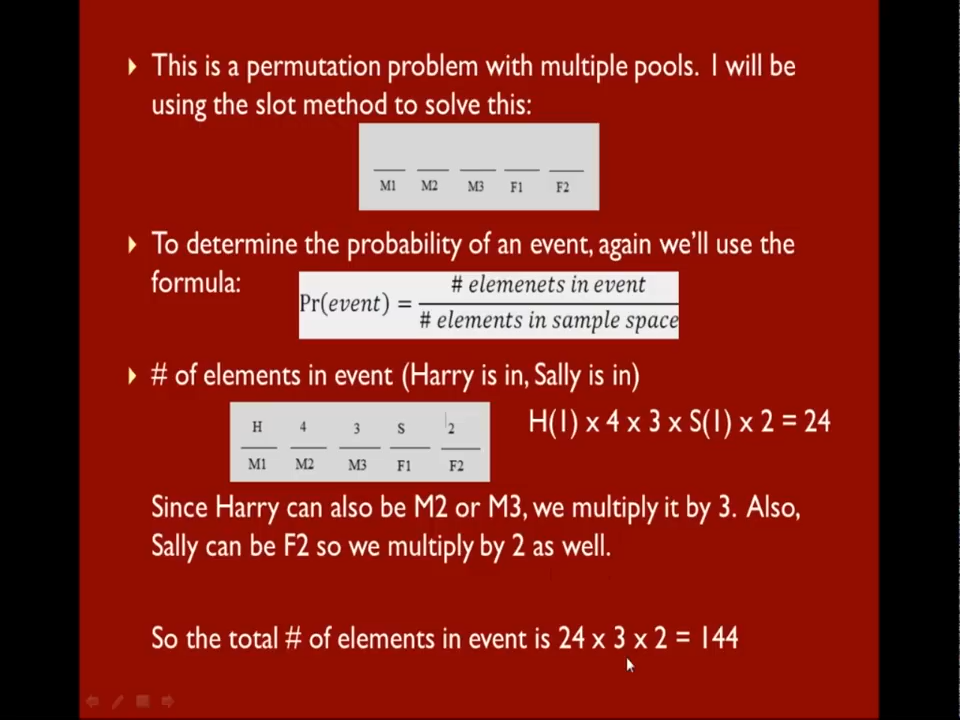 This is a permutation problem with multiple pools. I will be
using the slot method to solve this:
M1 M2 M3 F1 F2
To determine the probability of an event, again we'll use the
formula:
Pr(event) = # elemenets in event / # elements in sample space
# of elements in event (Harry is in, Sally is in)
H 4 3 S 2
M1 M2 M3 F1 F2
H(1) x 4 x 3 x S(1) x 2 = 24
Since Harry can also be M2 or M3, we multiply it by 3. Also,
Sally can be F2 so we multiply by 2 as well.
So the total # of elements in event is 24 x 3 x 2 = 144